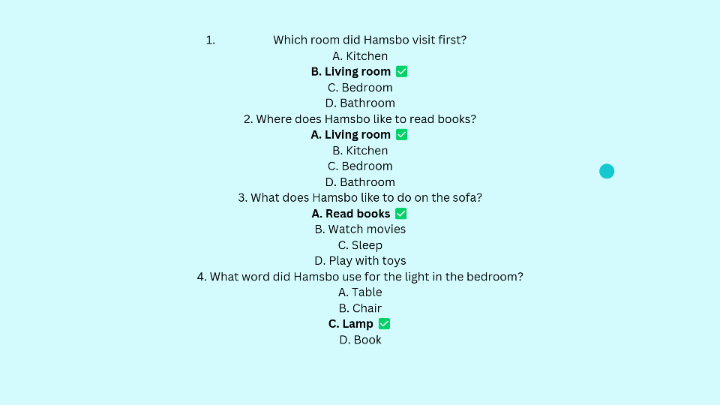 1. Which room did Hamsbo visit first?
A. Kitchen
B. Living room ✅
C. Bedroom
D. Bathroom
2. Where does Hamsbo like to read books?
A. Living room ✅
B. Kitchen
C. Bedroom
D. Bathroom
3. What does Hamsbo like to do on the sofa?
A. Read books ✅
B. Watch movies
C. Sleep
D. Play with toys
4. What word did Hamsbo use for the light in the bedroom?
A. Table
B. Chair
C. Lamp ✅
D. Book